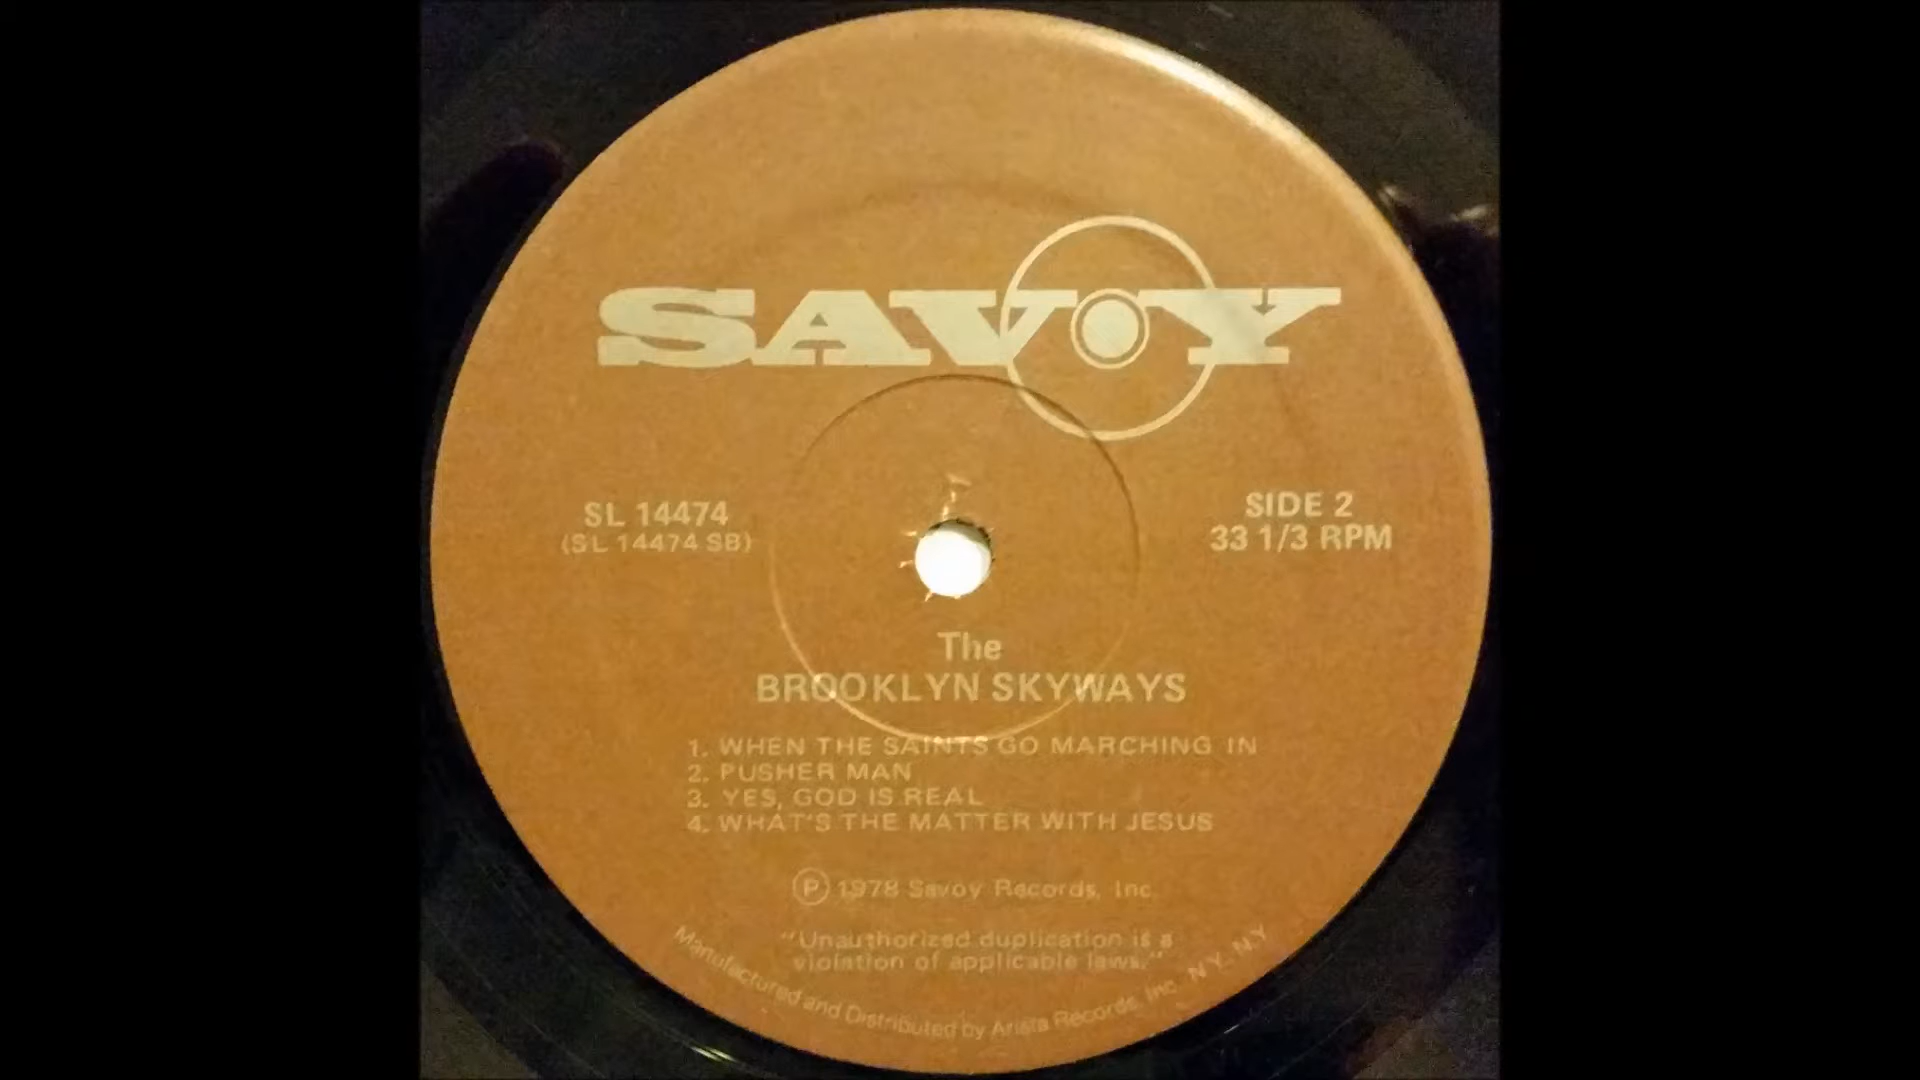 SAVOY
SL 14474
(SL 14474 SB)
SIDE 2
33 1/3 RPM
The
BROOKLYN SKYWAYS
1. WHEN THE SAINTS GO MARCHING IN
2. PUSHER MAN
3. YES, GOD IS REAL
4. WHAT'S THE MATTER WITH JESUS
Ⓟ 1978 Savoy Records, Inc.
"Unauthorized duplication is a
violation of applicable laws."
Manufactured and Distributed by Arista Records, Inc. N.Y., N.Y.